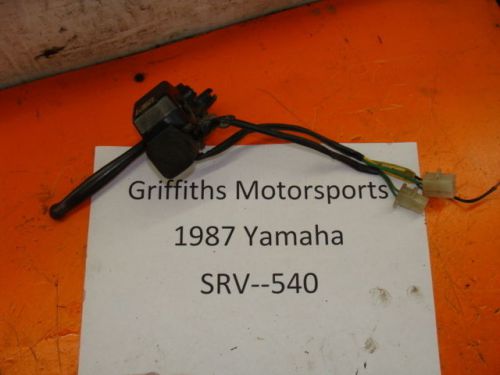 Griffiths Motorsports
1987 Yamaha
SRV--540